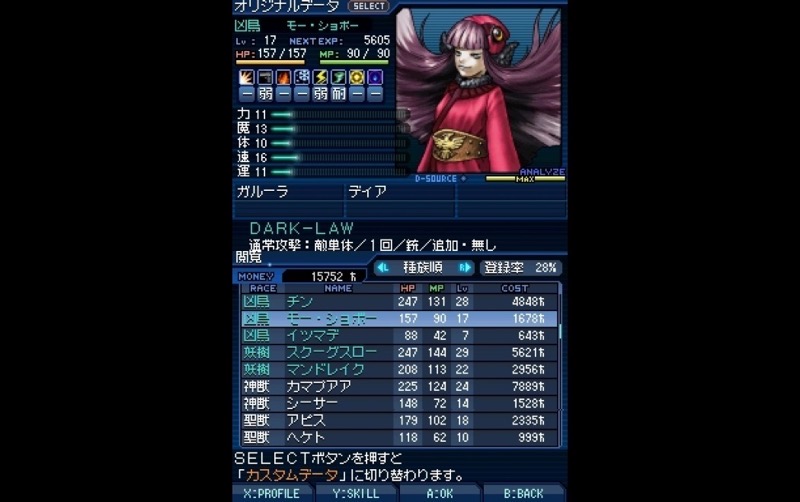 オリジナルデータ SELECT
凶鳥 モー・ショボー
Lv: 17 NEXT EXP: 5605
HP:157/157 MP: 90/ 90
－ 弱 － － 弱 耐 － －
力 11
魔 13
体 10
速 16
運 11
D-SOURCE
ANALYZE
MAX
ガルーラ ディア
DARK-LAW
通常攻撃：敵単体／1回／銃／追加・無し
閲覧
MONEY 15752
L 種族順 R 登録率 28%
RACE NAME HP MP Lv COST
凶鳥 チン 247 131 28 4848
凶鳥 モー・ショボー 157 90 17 1678
凶鳥 イツマデ 88 42 7 643
妖樹 スクーグスロー 247 144 29 5621
妖樹 マンドレイク 208 113 22 2956
神獣 カマプアア 225 124 24 7889
神獣 シーサー 148 72 14 1528
聖獣 アピス 179 102 18 2335
聖獣 ヘケト 118 62 10 999
SELECTボタンを押すと
「カスタムデータ」に切り替わります。
X:PROFILE Y:SKILL A:OK B:BACK